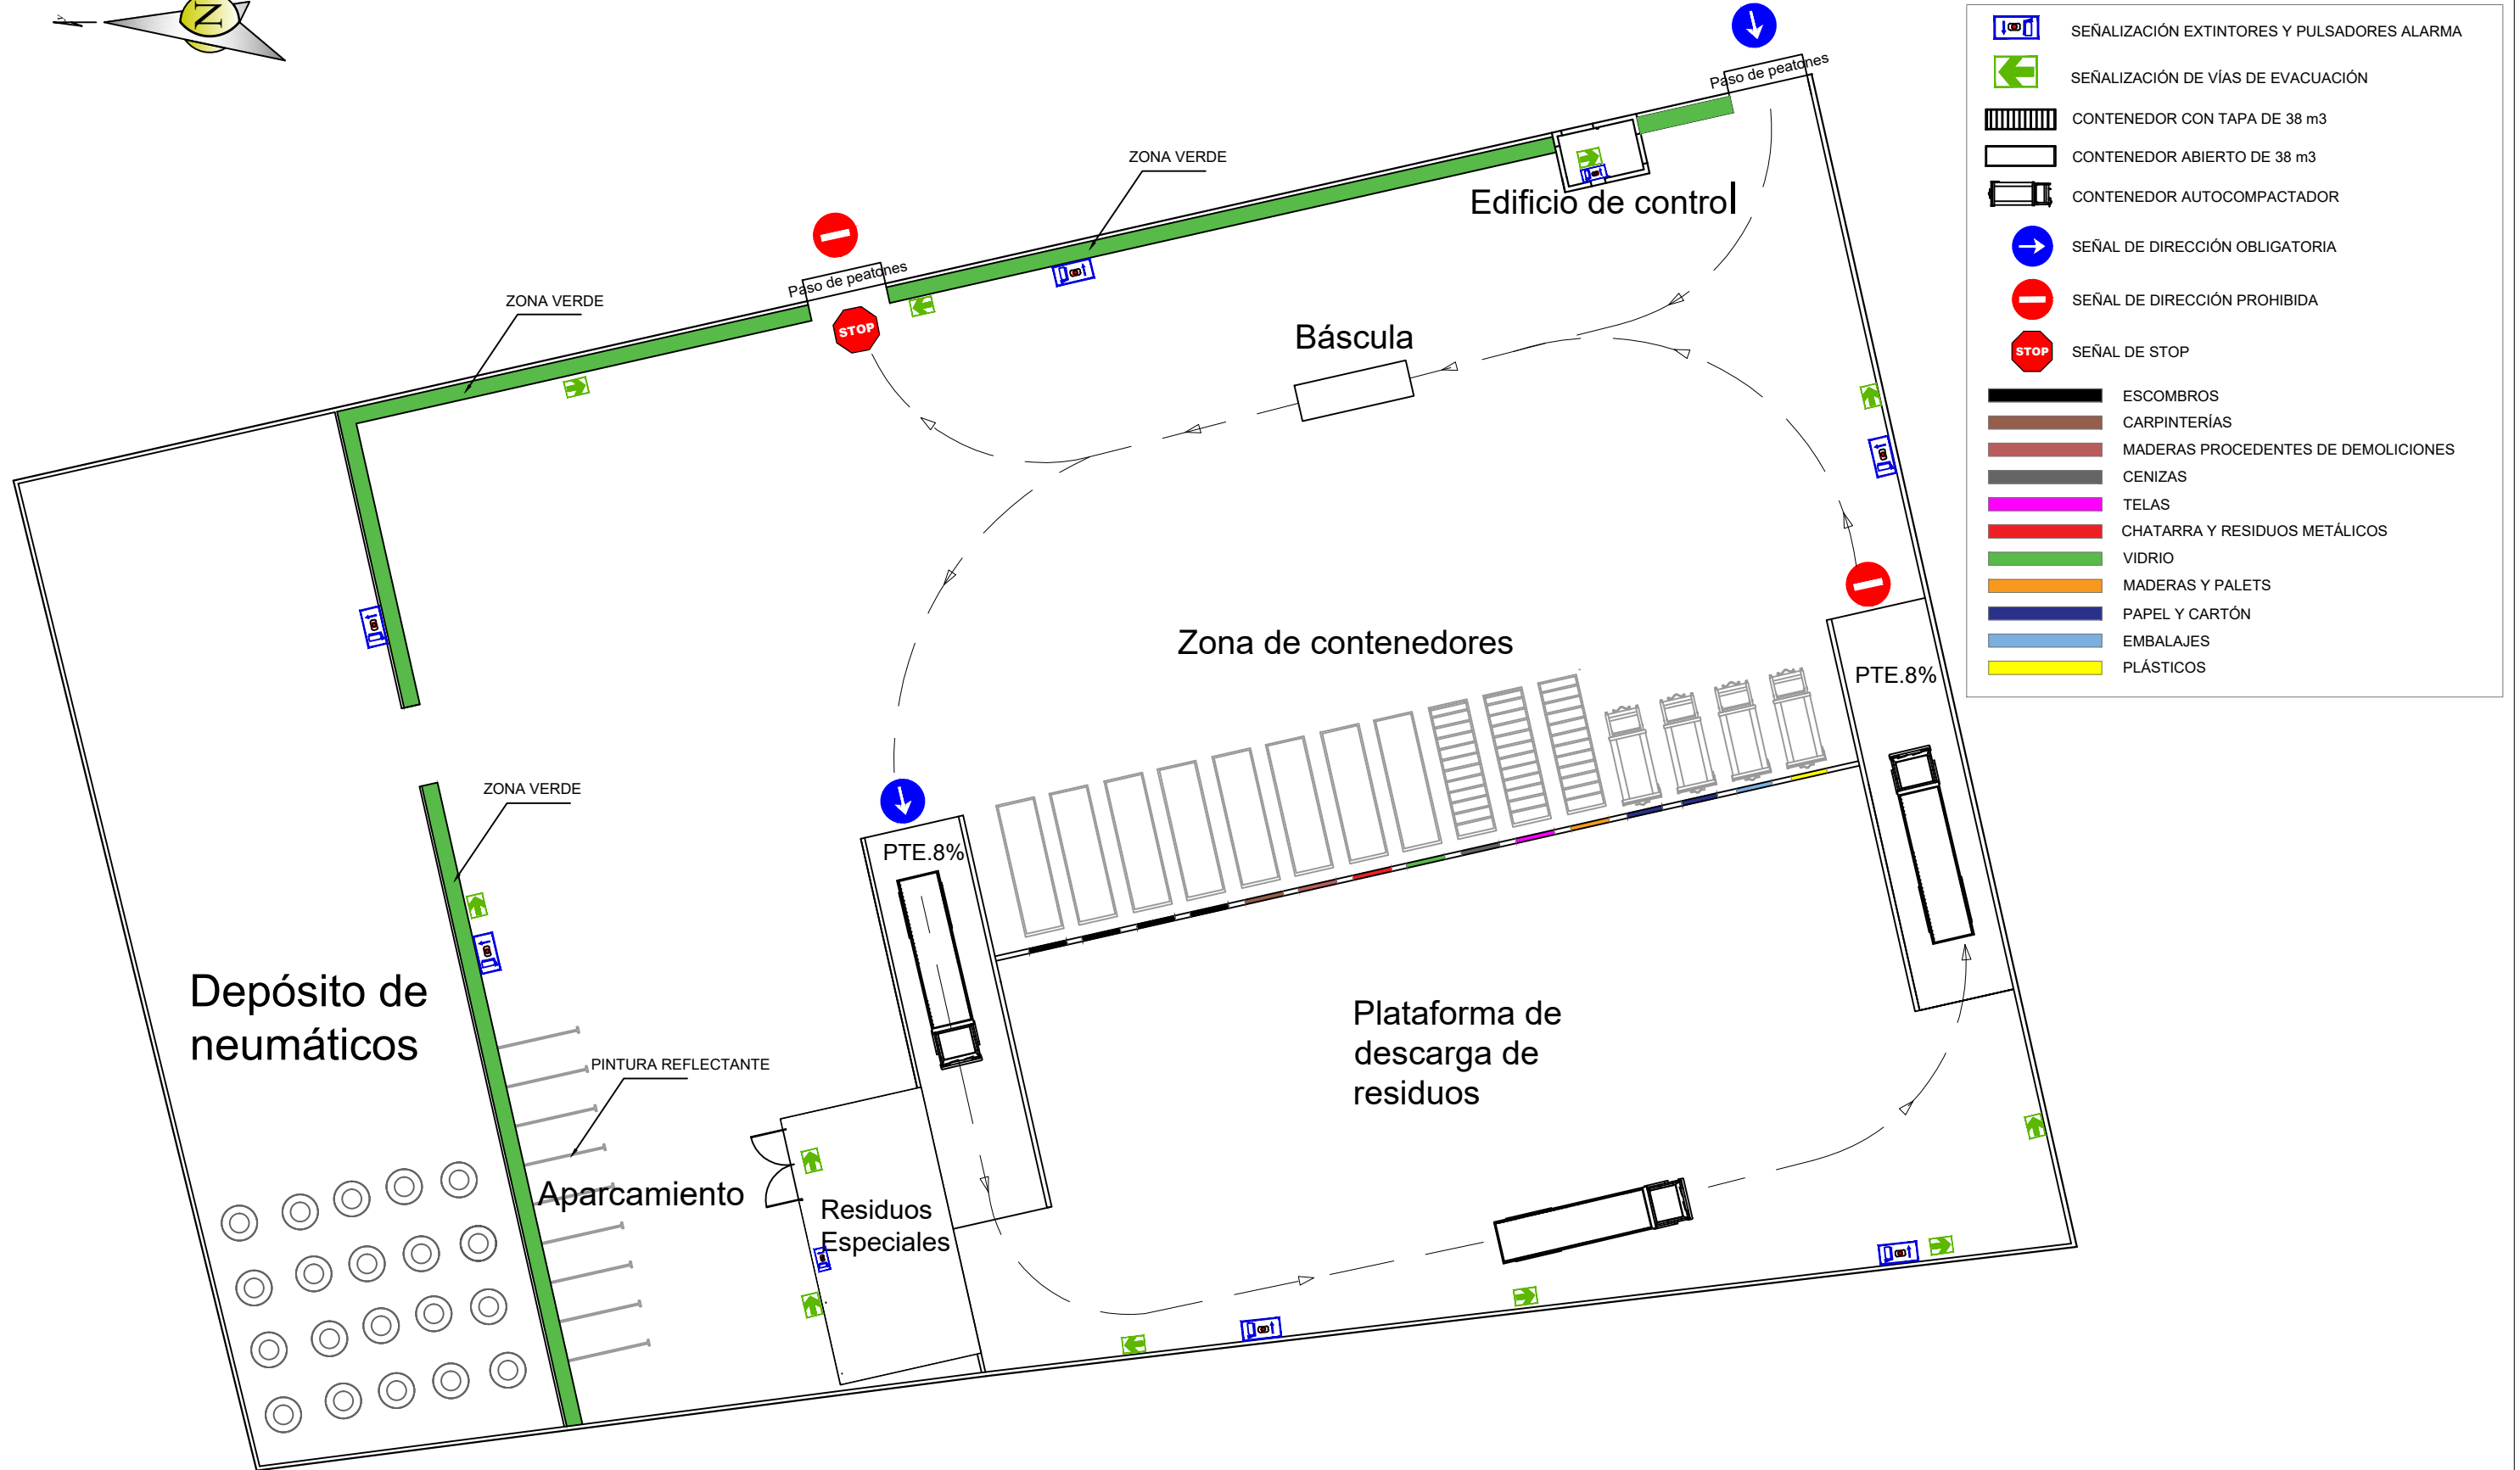 N
Paso de peatones
ZONA VERDE
Edificio de control
Paso de peatones
ZONA VERDE
STOP
Báscula
Zona de contenedores
PTE.8%
ZONA VERDE
PTE.8%
Depósito de
neumáticos
PINTURA REFLECTANTE
Plataforma de
descarga de
residuos
Aparcamiento
Residuos
Especiales
SEÑALIZACIÓN EXTINTORES Y PULSADORES ALARMA
SEÑALIZACIÓN DE VÍAS DE EVACUACIÓN
CONTENEDOR CON TAPA DE 38 m3
CONTENEDOR ABIERTO DE 38 m3
CONTENEDOR AUTOCOMPACTADOR
SEÑAL DE DIRECCIÓN OBLIGATORIA
SEÑAL DE DIRECCIÓN PROHIBIDA
STOP SEÑAL DE STOP
ESCOMBROS
CARPINTERÍAS
MADERAS PROCEDENTES DE DEMOLICIONES
CENIZAS
TELAS
CHATARRA Y RESIDUOS METÁLICOS
VIDRIO
MADERAS Y PALETS
PAPEL Y CARTÓN
EMBALAJES
PLÁSTICOS